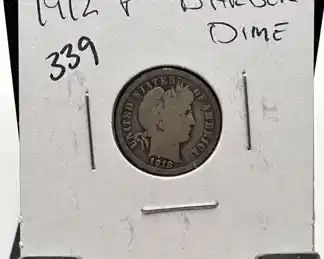 1912 P BARBER
DIME
339
UNITED STATES OF AMERICA
1912